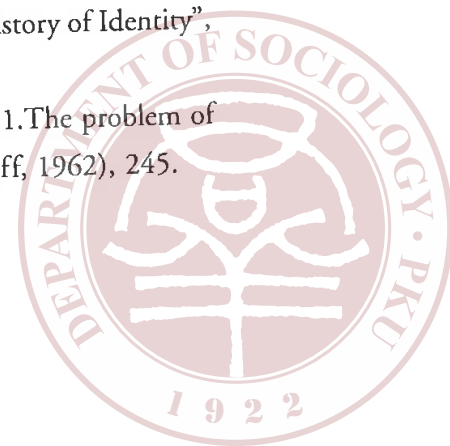 story of Identity",
1.The problem of
ff, 1962), 245.
DEPARTMENT OF SOCIOLOGY · PKU
1922